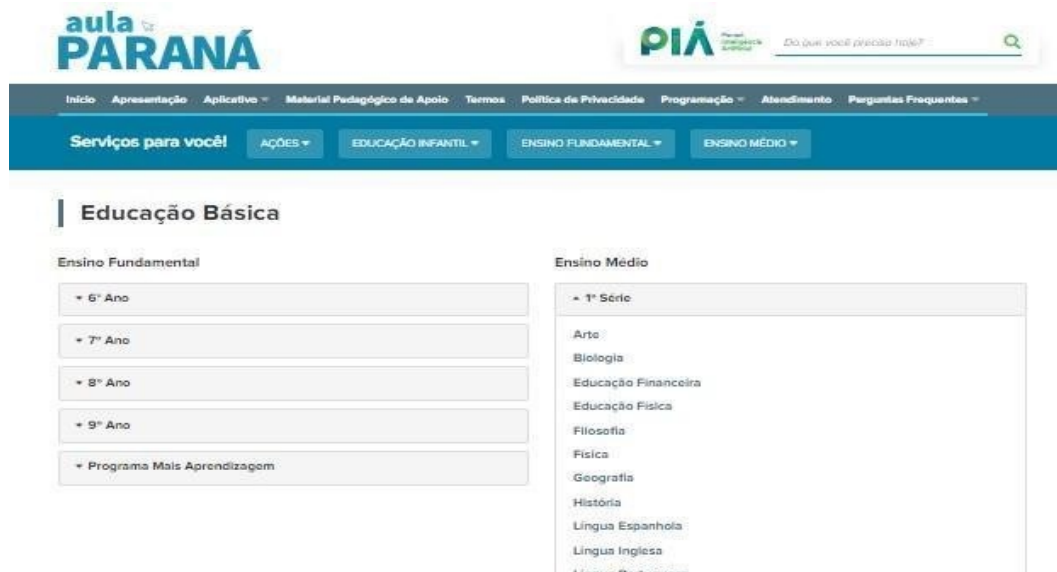 aula
PARANÁ
PIÁ
Paraná Inteligência Artificial
Do que você precisa hoje?
Início Apresentação Aplicativo Material Pedagógico de Apoio Termos Política de Privacidade Programação Atendimento Perguntas Frequentes
Serviços para você! AÇÕES EDUCAÇÃO INFANTIL ENSINO FUNDAMENTAL ENSINO MÉDIO
Educação Básica
Ensino Fundamental
6º Ano
7º Ano
8º Ano
9º Ano
Programa Mais Aprendizagem
Ensino Médio
1ª Série
Arte
Biologia
Educação Financeira
Educação Física
Filosofia
Física
Geografia
História
Língua Espanhola
Língua Inglesa